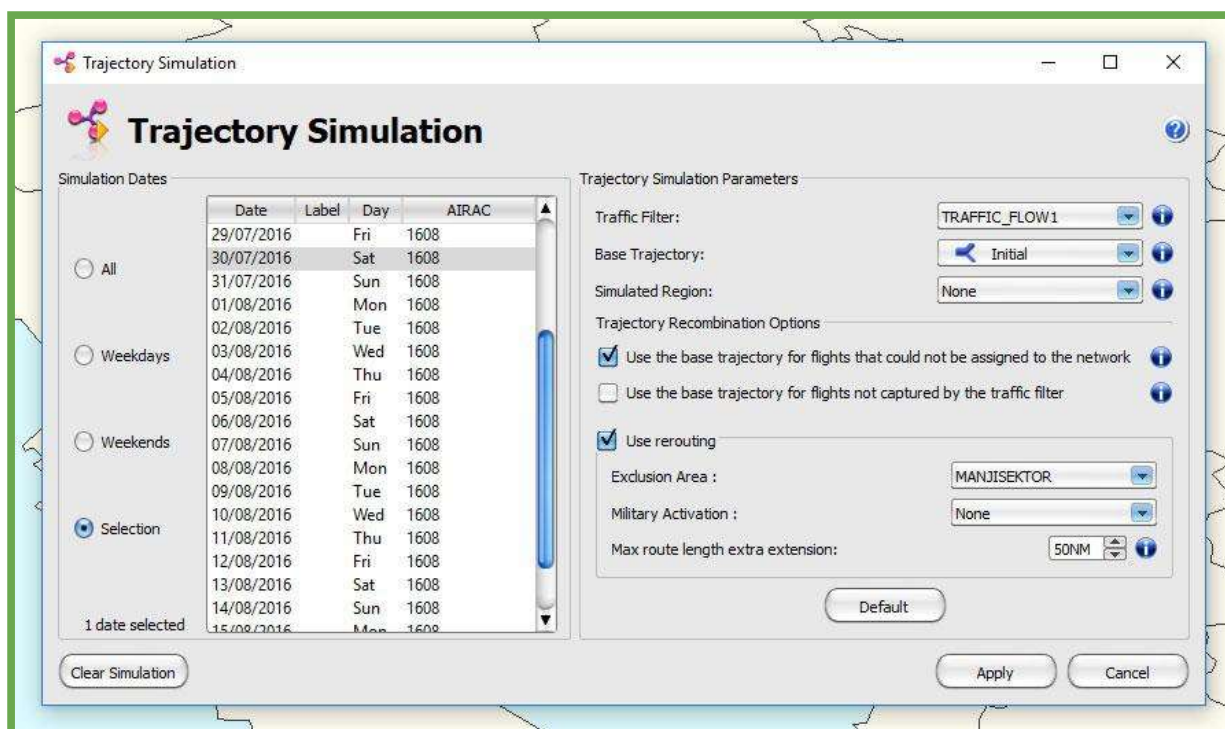 Trajectory Simulation
Trajectory Simulation
Simulation Dates
Date Label Day AIRAC
29/07/2016 Fri 1608
30/07/2016 Sat 1608
31/07/2016 Sun 1608
01/08/2016 Mon 1608
02/08/2016 Tue 1608
03/08/2016 Wed 1608
04/08/2016 Thu 1608
05/08/2016 Fri 1608
06/08/2016 Sat 1608
07/08/2016 Sun 1608
08/08/2016 Mon 1608
09/08/2016 Tue 1608
10/08/2016 Wed 1608
11/08/2016 Thu 1608
12/08/2016 Fri 1608
13/08/2016 Sat 1608
14/08/2016 Sun 1608
15/08/2016 Mon 1608
All
Weekdays
Weekends
Selection
1 date selected
Trajectory Simulation Parameters
Traffic Filter: TRAFFIC_FLOW1
Base Trajectory: Initial
Simulated Region: None
Trajectory Recombination Options
Use the base trajectory for flights that could not be assigned to the network
Use the base trajectory for flights not captured by the traffic filter
Use rerouting
Exclusion Area : MANJISEKTOR
Military Activation : None
Max route length extra extension: 50NM
Default
Clear Simulation Apply Cancel